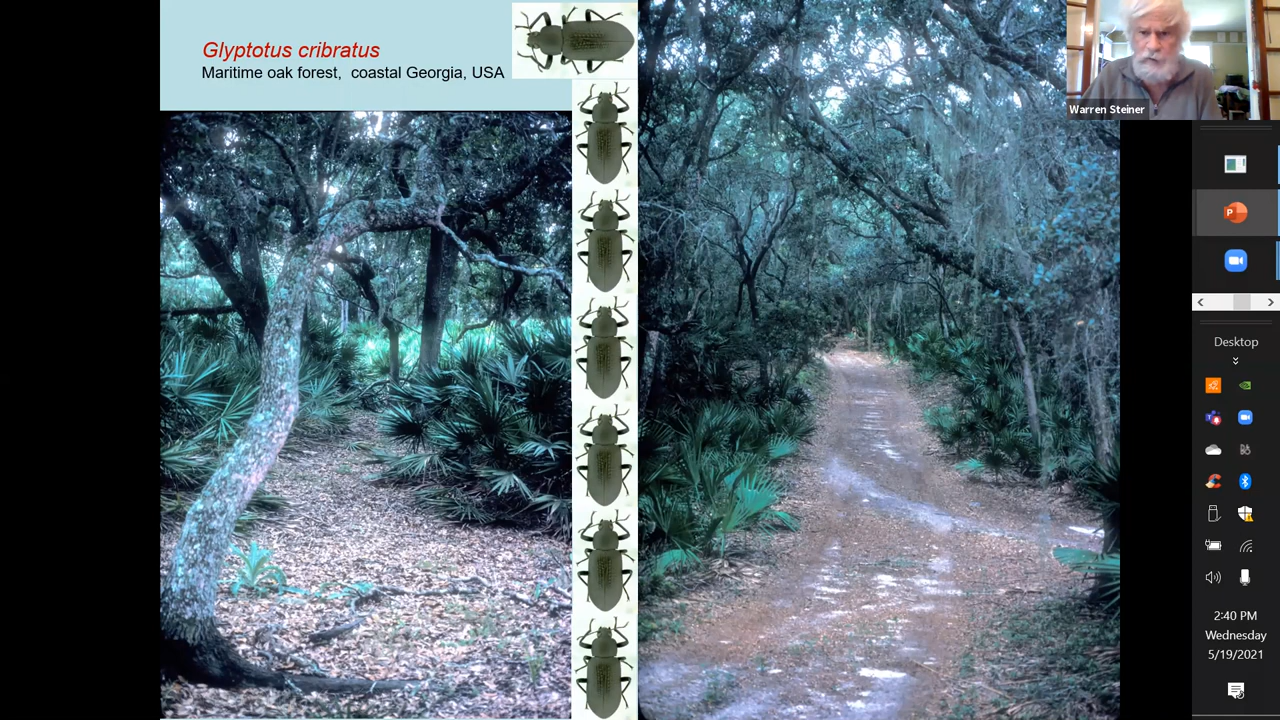 Glyptotus cribratus
Maritime oak forest, coastal Georgia, USA
Warren Steiner
Desktop
2:40 PM
Wednesday
5/19/2021